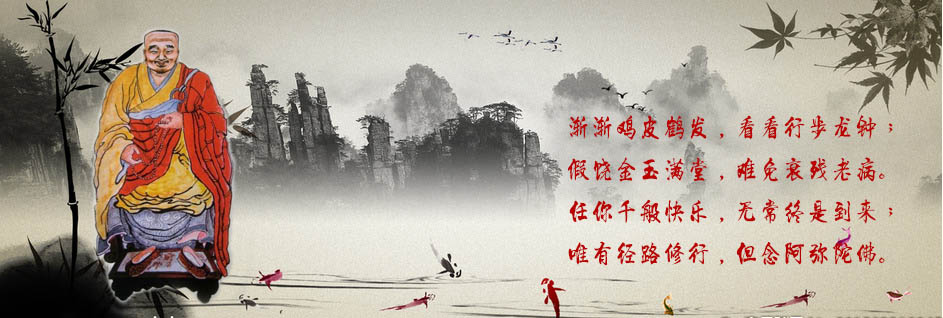 渐渐鸡皮鹤发，看看行步龙钟；
假饶金玉满堂，难免衰残老病。
任你千般快乐，无常终是到来；
唯有径路修行，但念阿弥陀佛。